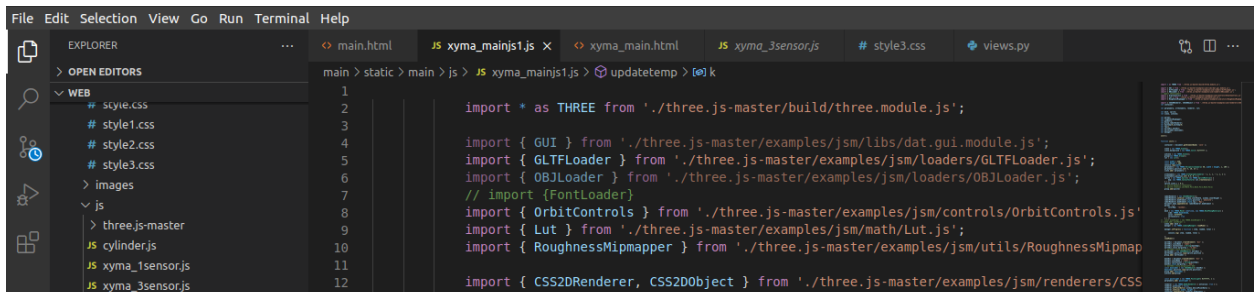 File Edit Selection View Go Run Terminal Help
EXPLORER ...
main.html
JS xyma_mainjs1.js ×
xyma_main.html
JS xyma_3sensor.js
# style3.css
views.py
...
> OPEN EDITORS
main > static > main > js > JS xyma_mainjs1.js > updatetemp > k
WEB
# style.css
# style1.css
# style2.css
# style3.css
> images
js
> three.js-master
JS cylinder.js
JS xyma_1sensor.js
JS xyma_3sensor.js
1
2 import * as THREE from './three.js-master/build/three.module.js';
3
4 import { GUI } from './three.js-master/examples/jsm/libs/dat.gui.module.js';
5 import { GLTFLoader } from './three.js-master/examples/jsm/loaders/GLTFLoader.js';
6 import { OBJLoader } from './three.js-master/examples/jsm/loaders/OBJLoader.js';
7 // import {FontLoader}
8 import { OrbitControls } from './three.js-master/examples/jsm/controls/OrbitControls.js'
9 import { Lut } from './three.js-master/examples/jsm/math/Lut.js';
10 import { RoughnessMipmapper } from './three.js-master/examples/jsm/utils/RoughnessMipmap
11
12 import { CSS2DRenderer, CSS2DObject } from './three.js-master/examples/jsm/renderers/CSS